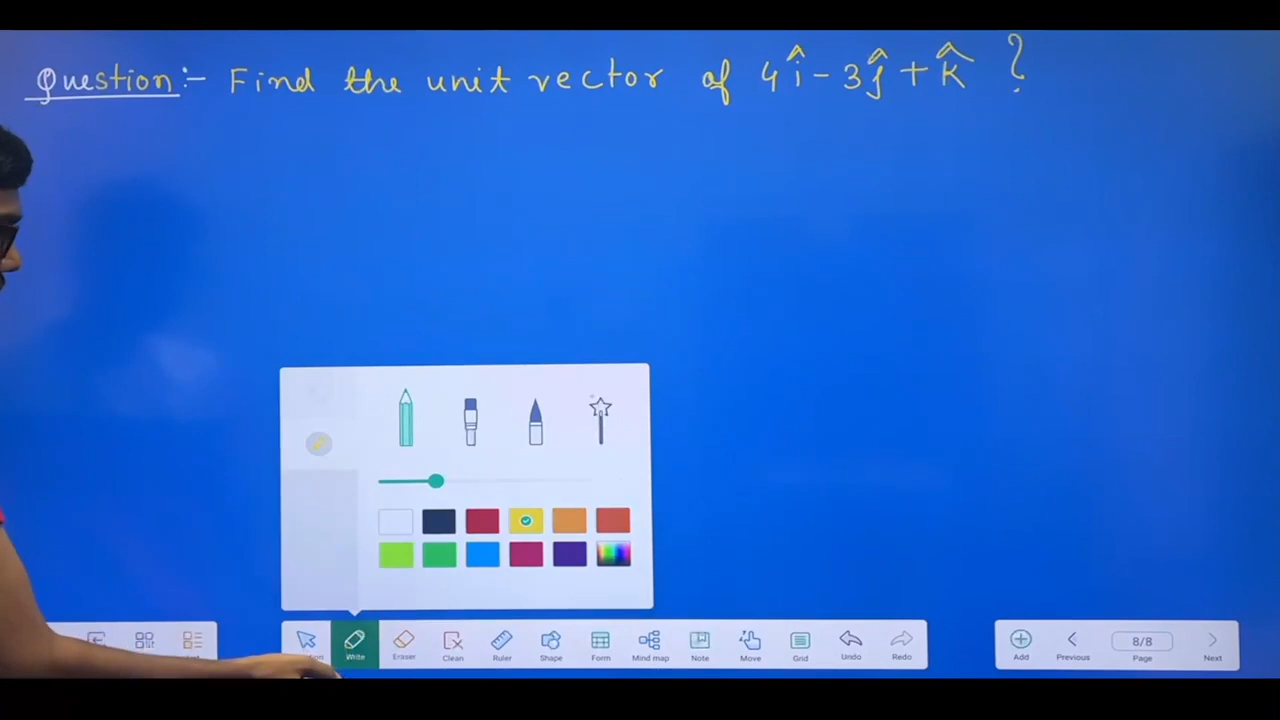 Question:- Find the unit vector of 4î - 3ĵ + k̂ ?
Write
Eraser
Clean
Ruler
Shape
Form
Mind map
Note
Move
Grid
Undo
Redo
Add
Previous
8/8
Page
Next